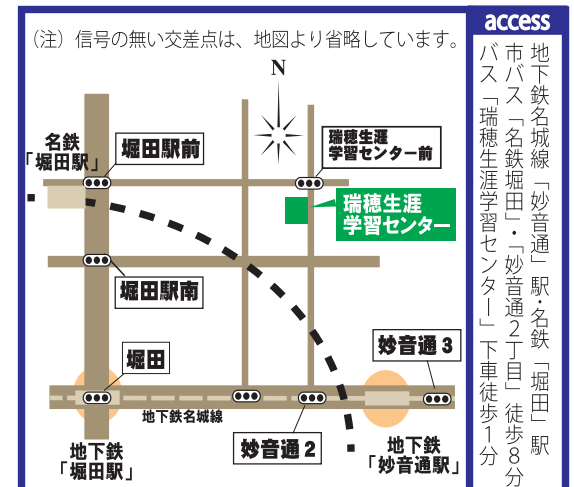 (注) 信号の無い交差点は、地図より省略しています。
N
名鉄
「堀田駅」
堀田駅前
瑞穂生涯
学習センター前
瑞穂生涯
学習センター
堀田駅南
堀田
妙音通3
地下鉄名城線
地下鉄
「堀田駅」
妙音通2
地下鉄
「妙音通駅」
access
地下鉄名城線「妙音通」駅・名鉄「堀田」駅
市バス「名鉄堀田」・「妙音通2丁目」徒歩8分
バス「瑞穂生涯学習センター」下車徒歩1分